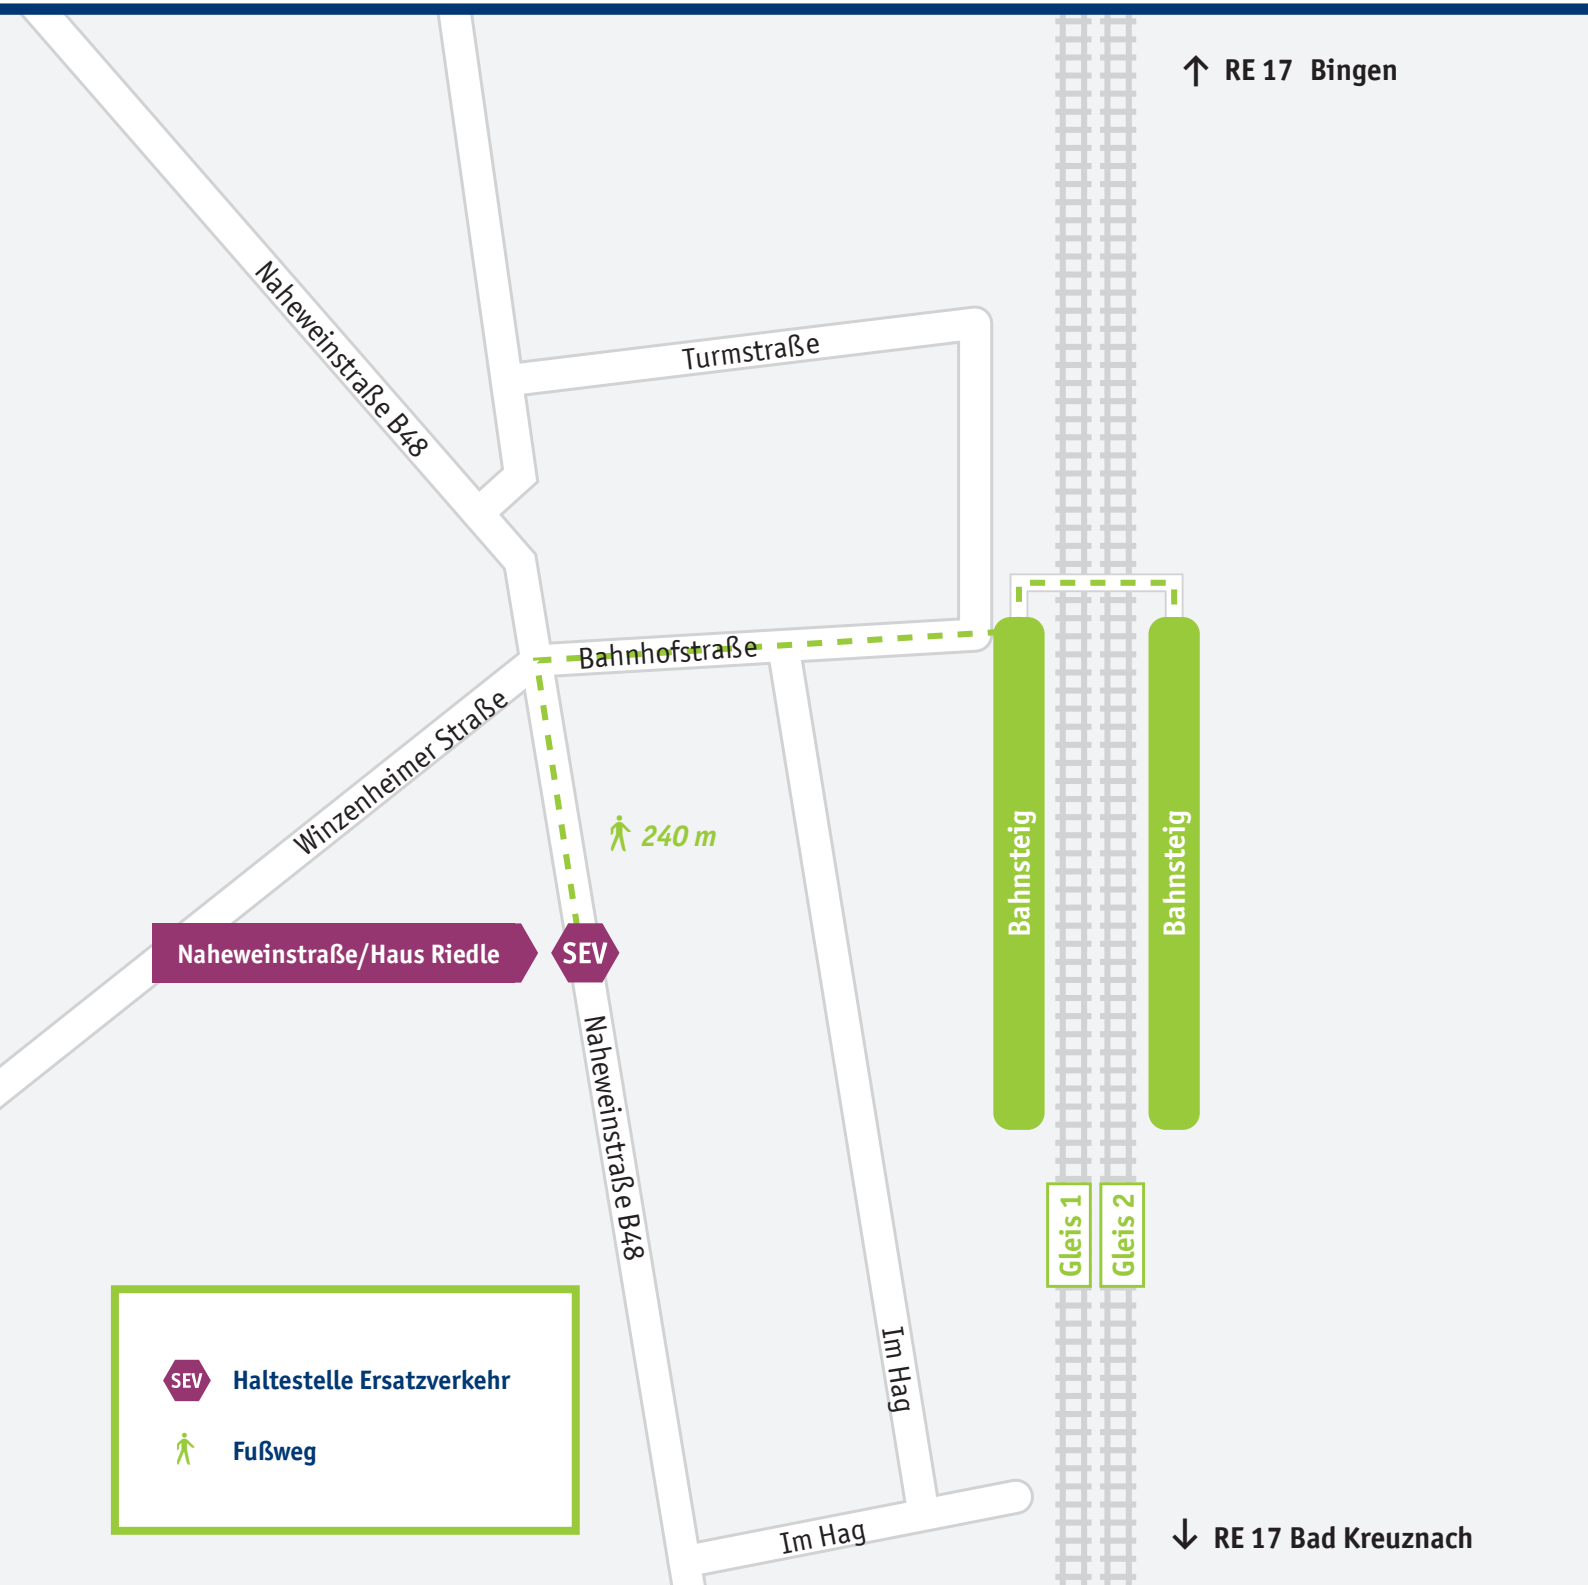 RE 17 Bingen
Naheweinstraße B48
Turmstraße
Bahnhofstraße
Winzenheimer Straße
240 m
Bahnsteig
Bahnsteig
Naheweinstraße/Haus Riedle
SEV
Naheweinstraße B48
Gleis 1
Gleis 2
Im Hag
SEV Haltestelle Ersatzverkehr
Fußweg
Im Hag
RE 17 Bad Kreuznach